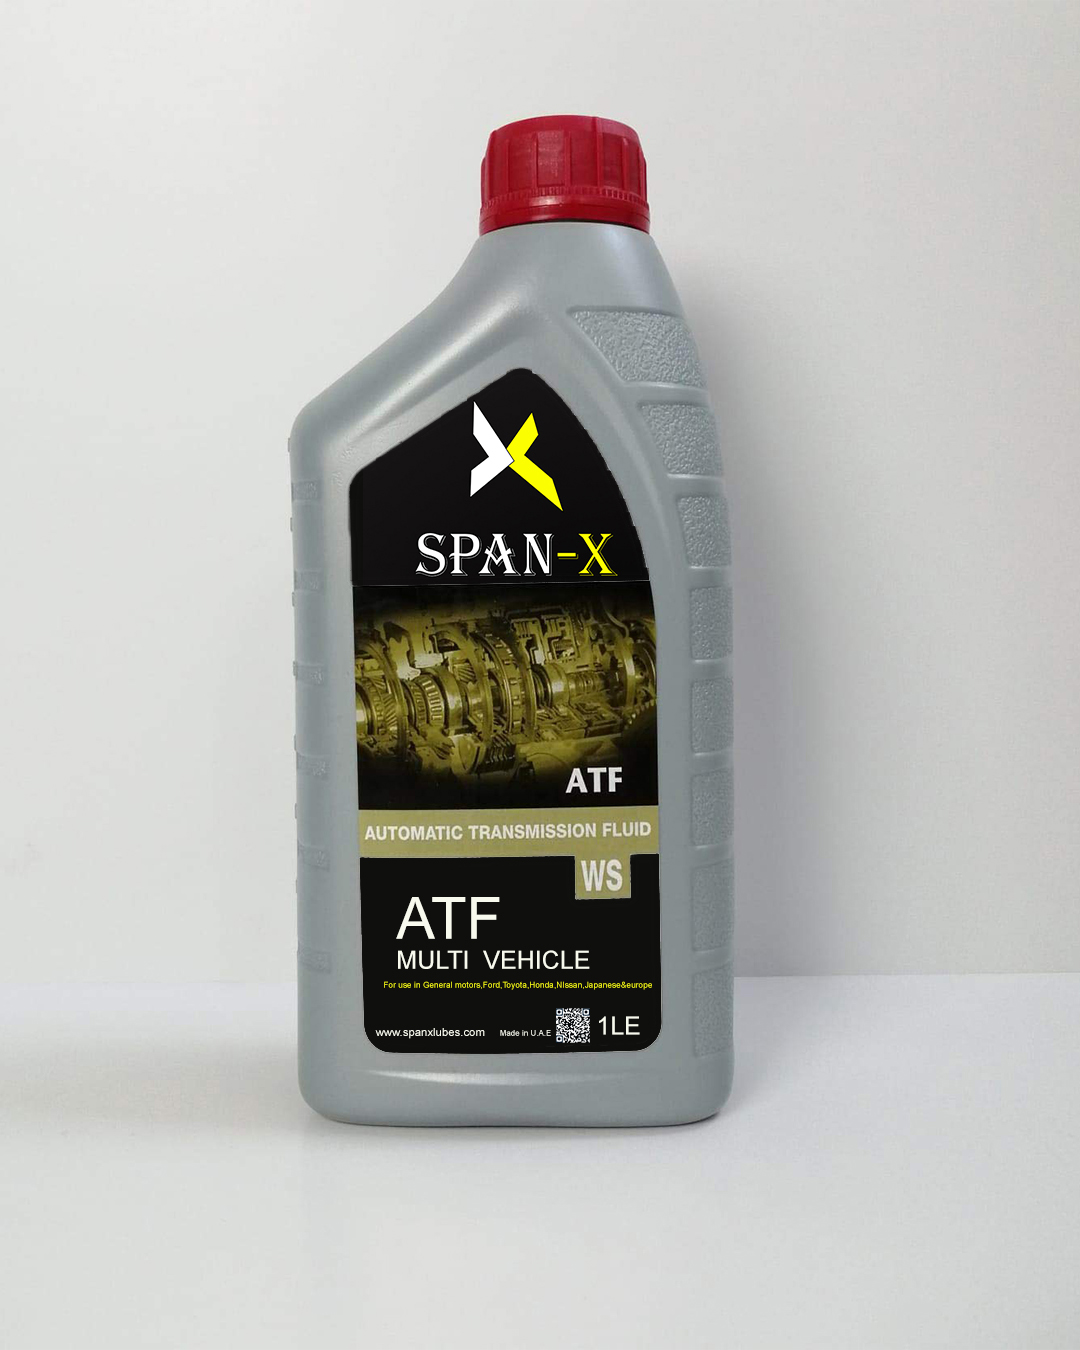 SPAN-X
ATF
AUTOMATIC TRANSMISSION FLUID
WS
ATF
MULTI VEHICLE
For use in General motors,Ford,Toyota,Honda,NIssan,Japanese&europe
www.spanxlubes.com Made in U.A.E 1LE